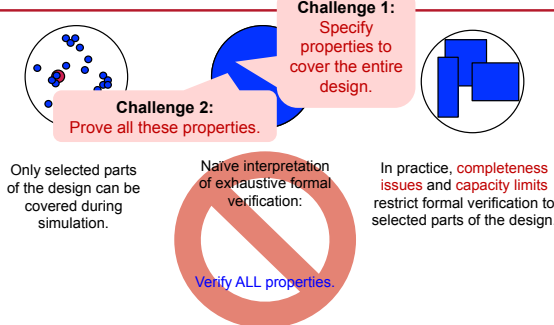 Challenge 1:
Specify
properties to
cover the entire
design.
Challenge 2:
Prove all these properties.
Only selected parts
of the design can be
covered during
simulation.
Naïve interpretation
of exhaustive formal
verification:
Verify ALL properties.
In practice, completeness
issues and capacity limits
restrict formal verification to
selected parts of the design